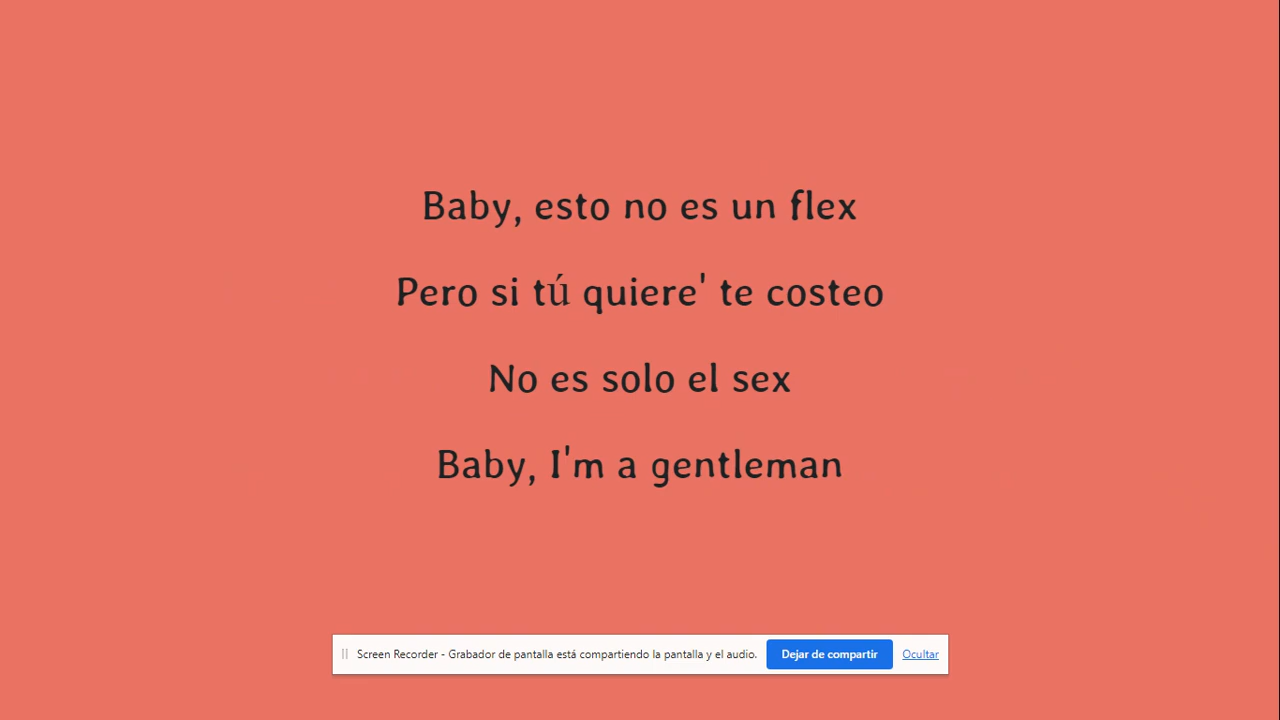 Baby, esto no es un flex
Pero si tú quiere' te costeo
No es solo el sex
Baby, I'm a gentleman
Screen Recorder - Grabador de pantalla está compartiendo la pantalla y el audio. Dejar de compartir Ocultar